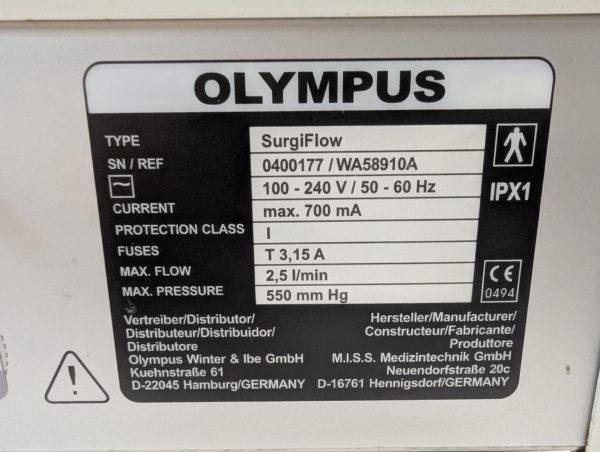 OLYMPUS
TYPE SurgiFlow
SN / REF 0400177 / WA58910A
100 - 240 V / 50 - 60 Hz
CURRENT max. 700 mA
PROTECTION CLASS I
FUSES T 3,15 A
MAX. FLOW 2,5 l/min
MAX. PRESSURE 550 mm Hg
IPX1
CE
0494
Vertreiber/Distributor/
Distributeur/Distribuidor/
Distributore
Olympus Winter & Ibe GmbH
Kuehnstraße 61
D-22045 Hamburg/GERMANY
Hersteller/Manufacturer/
Constructeur/Fabricante/
Produttore
M.I.S.S. Medizintechnik GmbH
Neuendorfstraße 20c
D-16761 Hennigsdorf/GERMANY